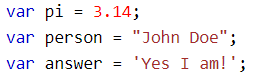 var pi = 3.14;
var person = "John Doe";
var answer = 'Yes I am!';